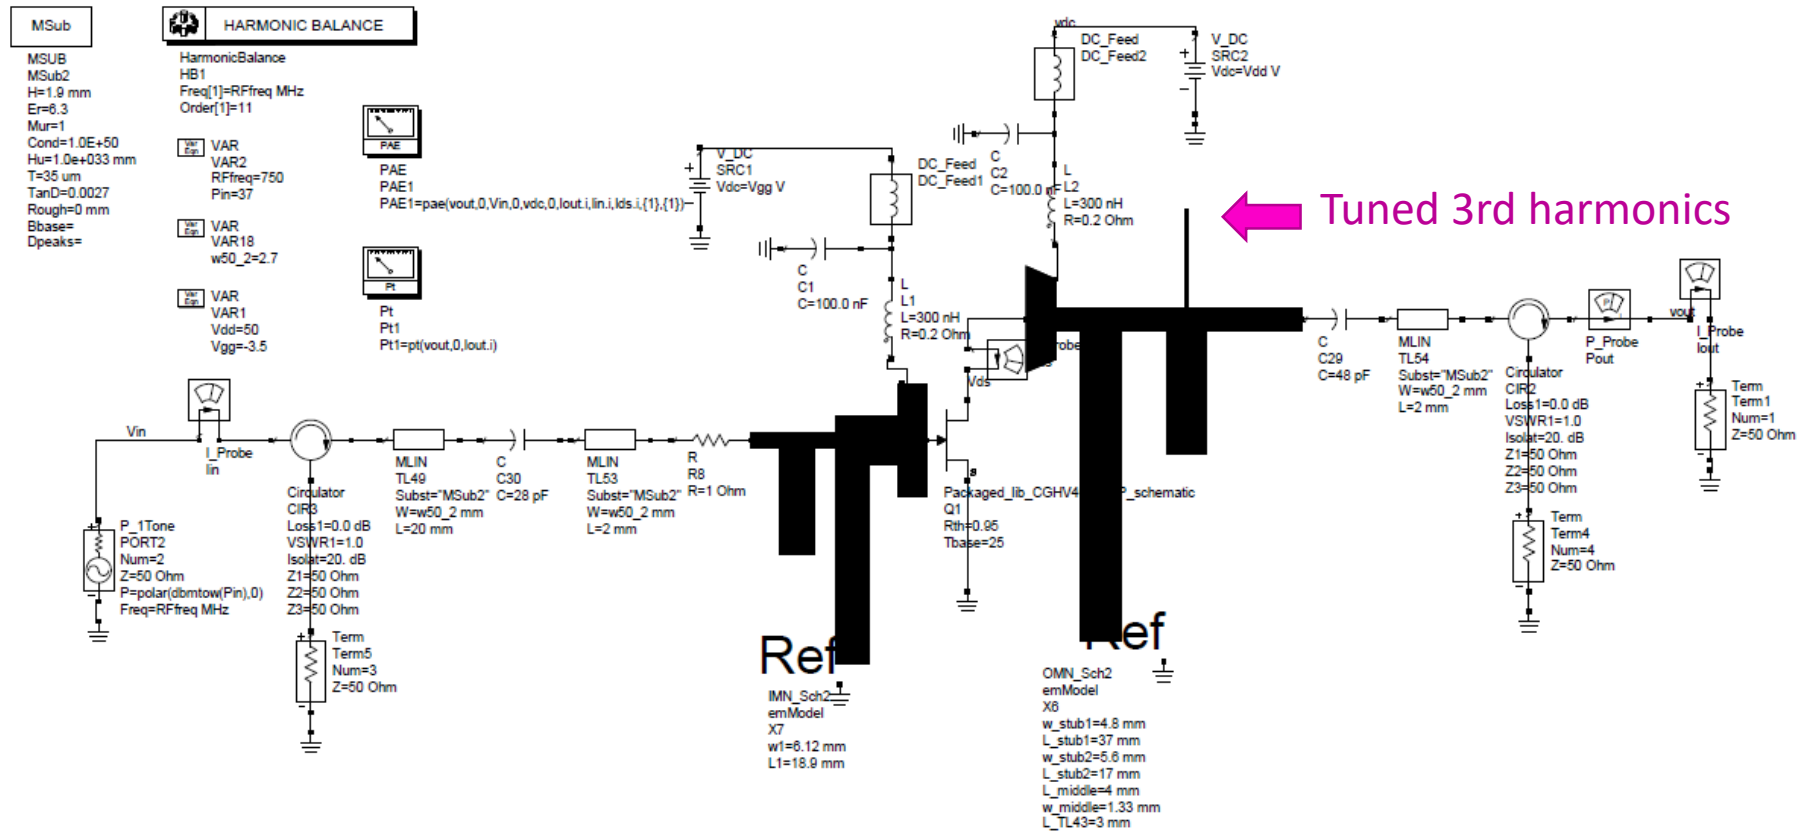 MSub
MSUB
MSub2
H=1.9 mm
Er=6.3
Mur=1
Cond=1.0E+50
Hu=1.0e+033 mm
T=35 um
TanD=0.0027
Rough=0 mm
Bbase=
Dpeaks=
HARMONIC BALANCE
HarmonicBalance
HB1
Freq[1]=RFfreq MHz
Order[1]=11
Var
Eqn
VAR
VAR2
RFfreq=750
Pin=37
Var
Eqn
VAR
VAR18
w50_2=2.7
Var
Eqn
VAR
VAR1
Vdd=50
Vgg=-3.5
PAE
PAE
PAE1
PAE1=pae(vout,0,Vin,0,vdc,0,Iout.i,Iin.i,Ids.i,{1},{1})
Pt
Pt
Pt1
Pt1=pt(vout,0,Iout.i)
V_DC
SRC1
Vdc=Vgg V
DC_Feed
DC_Feed1
C
C1
C=100.0 nF
L
L1
L=300 nH
R=0.2 Ohm
vdc
DC_Feed
DC_Feed2
V_DC
SRC2
Vdc=Vdd V
C
C2
C=100.0 nF
L
L2
L=300 nH
R=0.2 Ohm
Tuned 3rd harmonics
Vin
I_Probe
Iin
P_1Tone
PORT2
Num=2
Z=50 Ohm
P=polar(dbmtow(Pin),0)
Freq=RFfreq MHz
Circulator
CIR3
Loss1=0.0 dB
VSWR1=1.0
Isolat=20. dB
Z1=50 Ohm
Z2=50 Ohm
Z3=50 Ohm
Term
Term5
Num=3
Z=50 Ohm
MLIN
TL49
Subst="MSub2"
W=w50_2 mm
L=20 mm
C
C30
C=28 pF
MLIN
TL53
Subst="MSub2"
W=w50_2 mm
L=2 mm
R
R8
R=1 Ohm
Ref
IMN_Sch2
emModel
X7
w1=6.12 mm
L1=18.9 mm
Vds
s
Q1
Rth=0.95
Tbase=25
OMN_Sch2
emModel
X6
w_stub1=4.8 mm
L_stub1=37 mm
w_stub2=5.6 mm
L_stub2=17 mm
L_middle=4 mm
w_middle=1.33 mm
L_TL43=3 mm
C
C29
C=48 pF
MLIN
TL54
Subst="MSub2"
W=w50_2 mm
L=2 mm
Circulator
CIR2
Loss1=0.0 dB
VSWR1=1.0
Isolat=20. dB
Z1=50 Ohm
Z2=50 Ohm
Z3=50 Ohm
P_Probe
Pout
vout
I_Probe
Iout
Term
Term1
Num=1
Z=50 Ohm
Term
Term4
Num=4
Z=50 Ohm